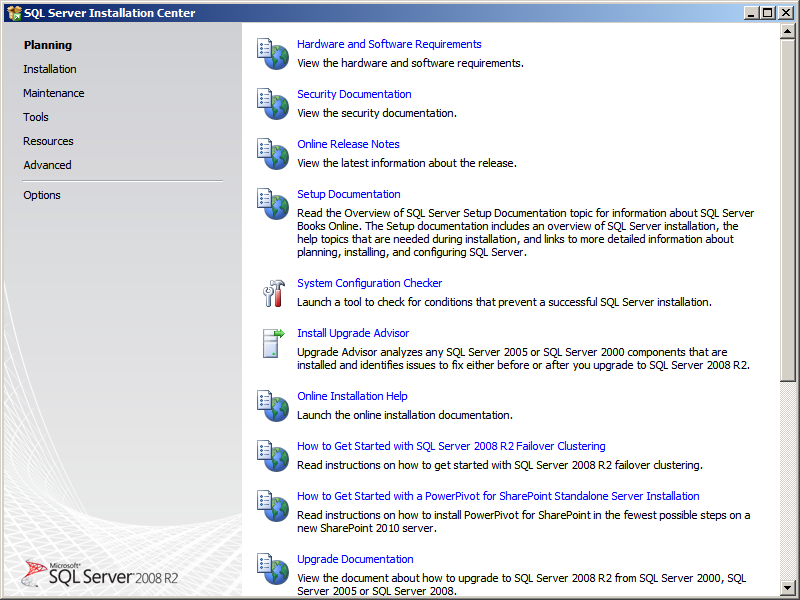 SQL Server Installation Center
Planning
Installation
Maintenance
Tools
Resources
Advanced
Options
Hardware and Software Requirements
View the hardware and software requirements.
Security Documentation
View the security documentation.
Online Release Notes
View the latest information about the release.
Setup Documentation
Read the Overview of SQL Server Setup Documentation topic for information about SQL Server
Books Online. The Setup documentation includes an overview of SQL Server installation, the
help topics that are needed during installation, and links to more detailed information about
planning, installing, and configuring SQL Server.
System Configuration Checker
Launch a tool to check for conditions that prevent a successful SQL Server installation.
Install Upgrade Advisor
Upgrade Advisor analyzes any SQL Server 2005 or SQL Server 2000 components that are
installed and identifies issues to fix either before or after you upgrade to SQL Server 2008 R2.
Online Installation Help
Launch the online installation documentation.
How to Get Started with SQL Server 2008 R2 Failover Clustering
Read instructions on how to get started with SQL Server 2008 R2 failover clustering.
How to Get Started with a PowerPivot for SharePoint Standalone Server Installation
Read instructions on how to install PowerPivot for SharePoint in the fewest possible steps on a
new SharePoint 2010 server.
Upgrade Documentation
View the document about how to upgrade to SQL Server 2008 R2 from SQL Server 2000, SQL
Server 2005 or SQL Server 2008.
Microsoft®
SQL Server 2008 R2